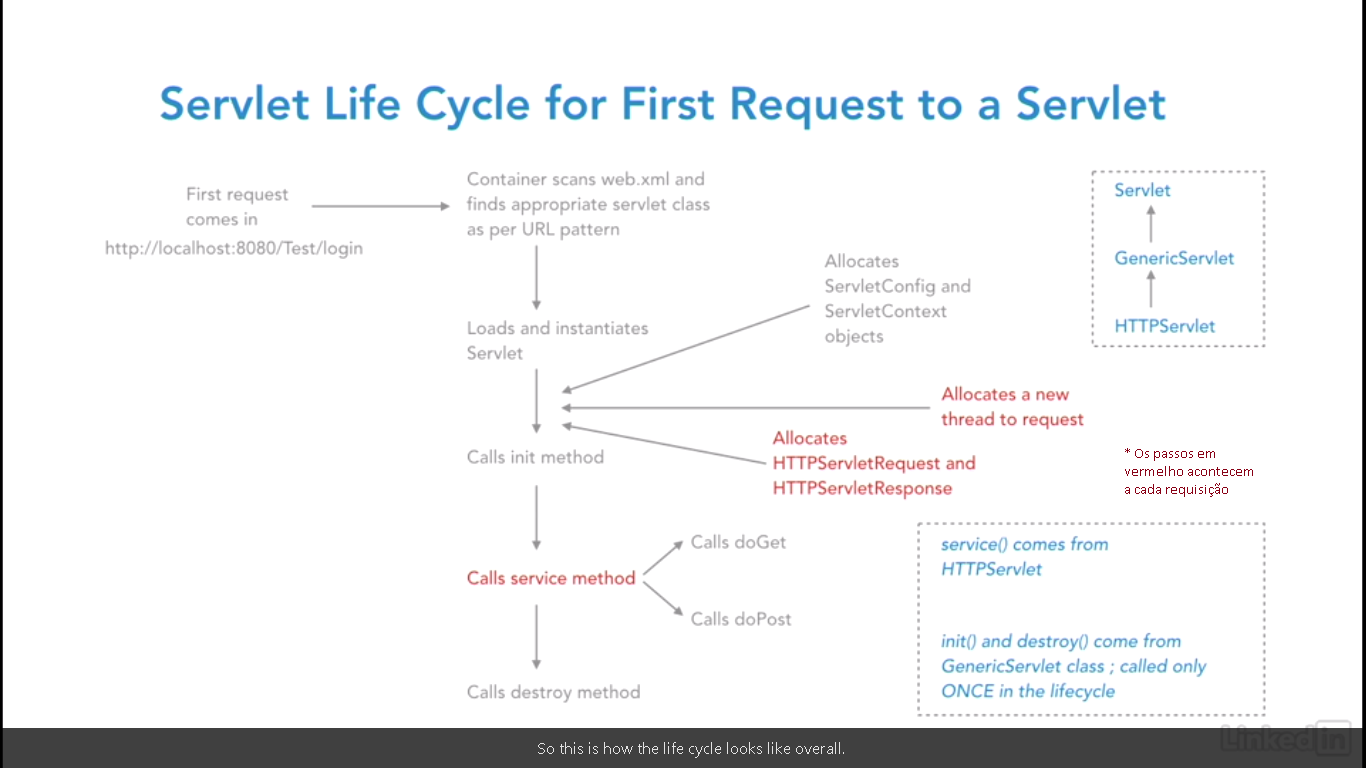 Servlet Life Cycle for First Request to a Servlet
First request
comes in
http://localhost:8080/Test/login
Container scans web.xml and
finds appropriate servlet class
as per URL pattern
Loads and instantiates
Servlet
Allocates
ServletConfig and
ServletContext
objects
Servlet
GenericServlet
HTTPServlet
Allocates a new
thread to request
Allocates
HTTPServletRequest and
HTTPServletResponse
* Os passos em
vermelho acontecem
a cada requisição
Calls init method
Calls service method
Calls doGet
Calls doPost
Calls destroy method
service() comes from
HTTPServlet
init() and destroy() come from
GenericServlet class ; called only
ONCE in the lifecycle
So this is how the life cycle looks like overall.
Linked in